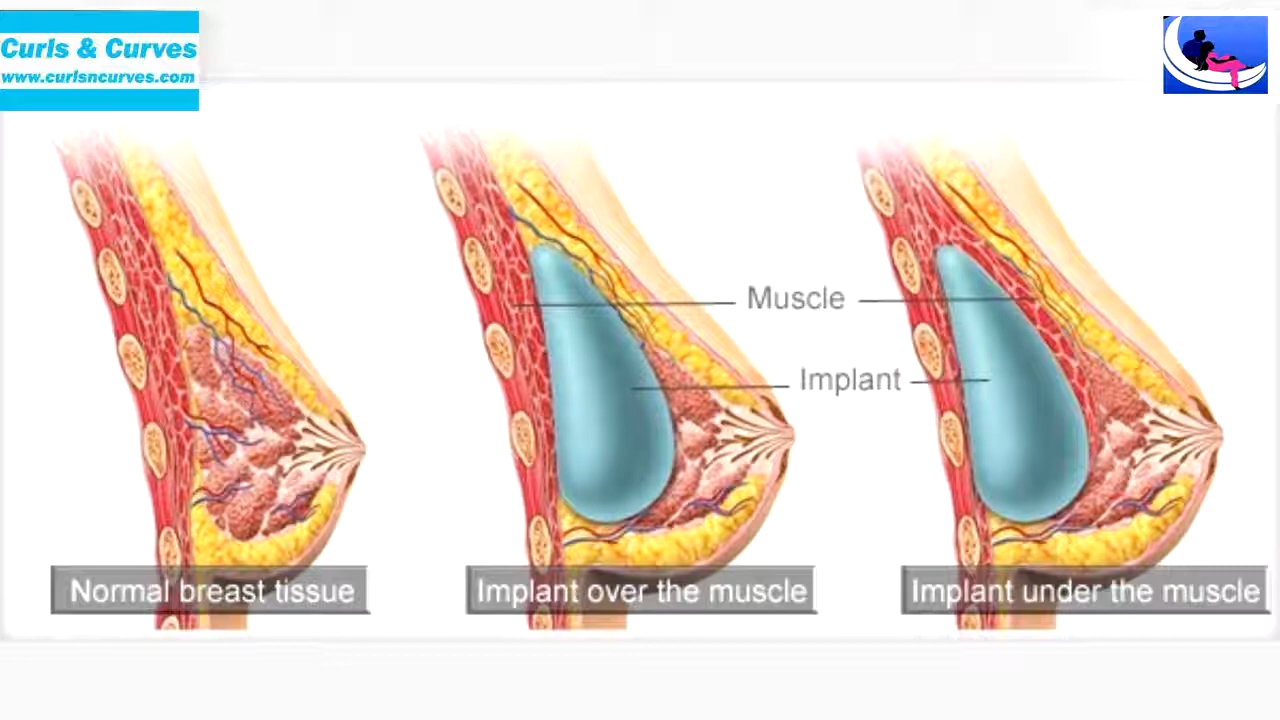 Curls & Curves
www.curlsncurves.com
Muscle
Implant
Normal breast tissue
Implant over the muscle
Implant under the muscle